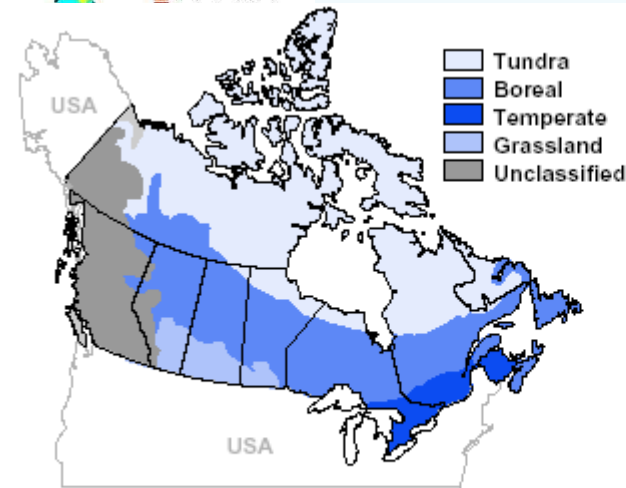 USA
Tundra
Boreal
Temperate
Grassland
Unclassified
USA